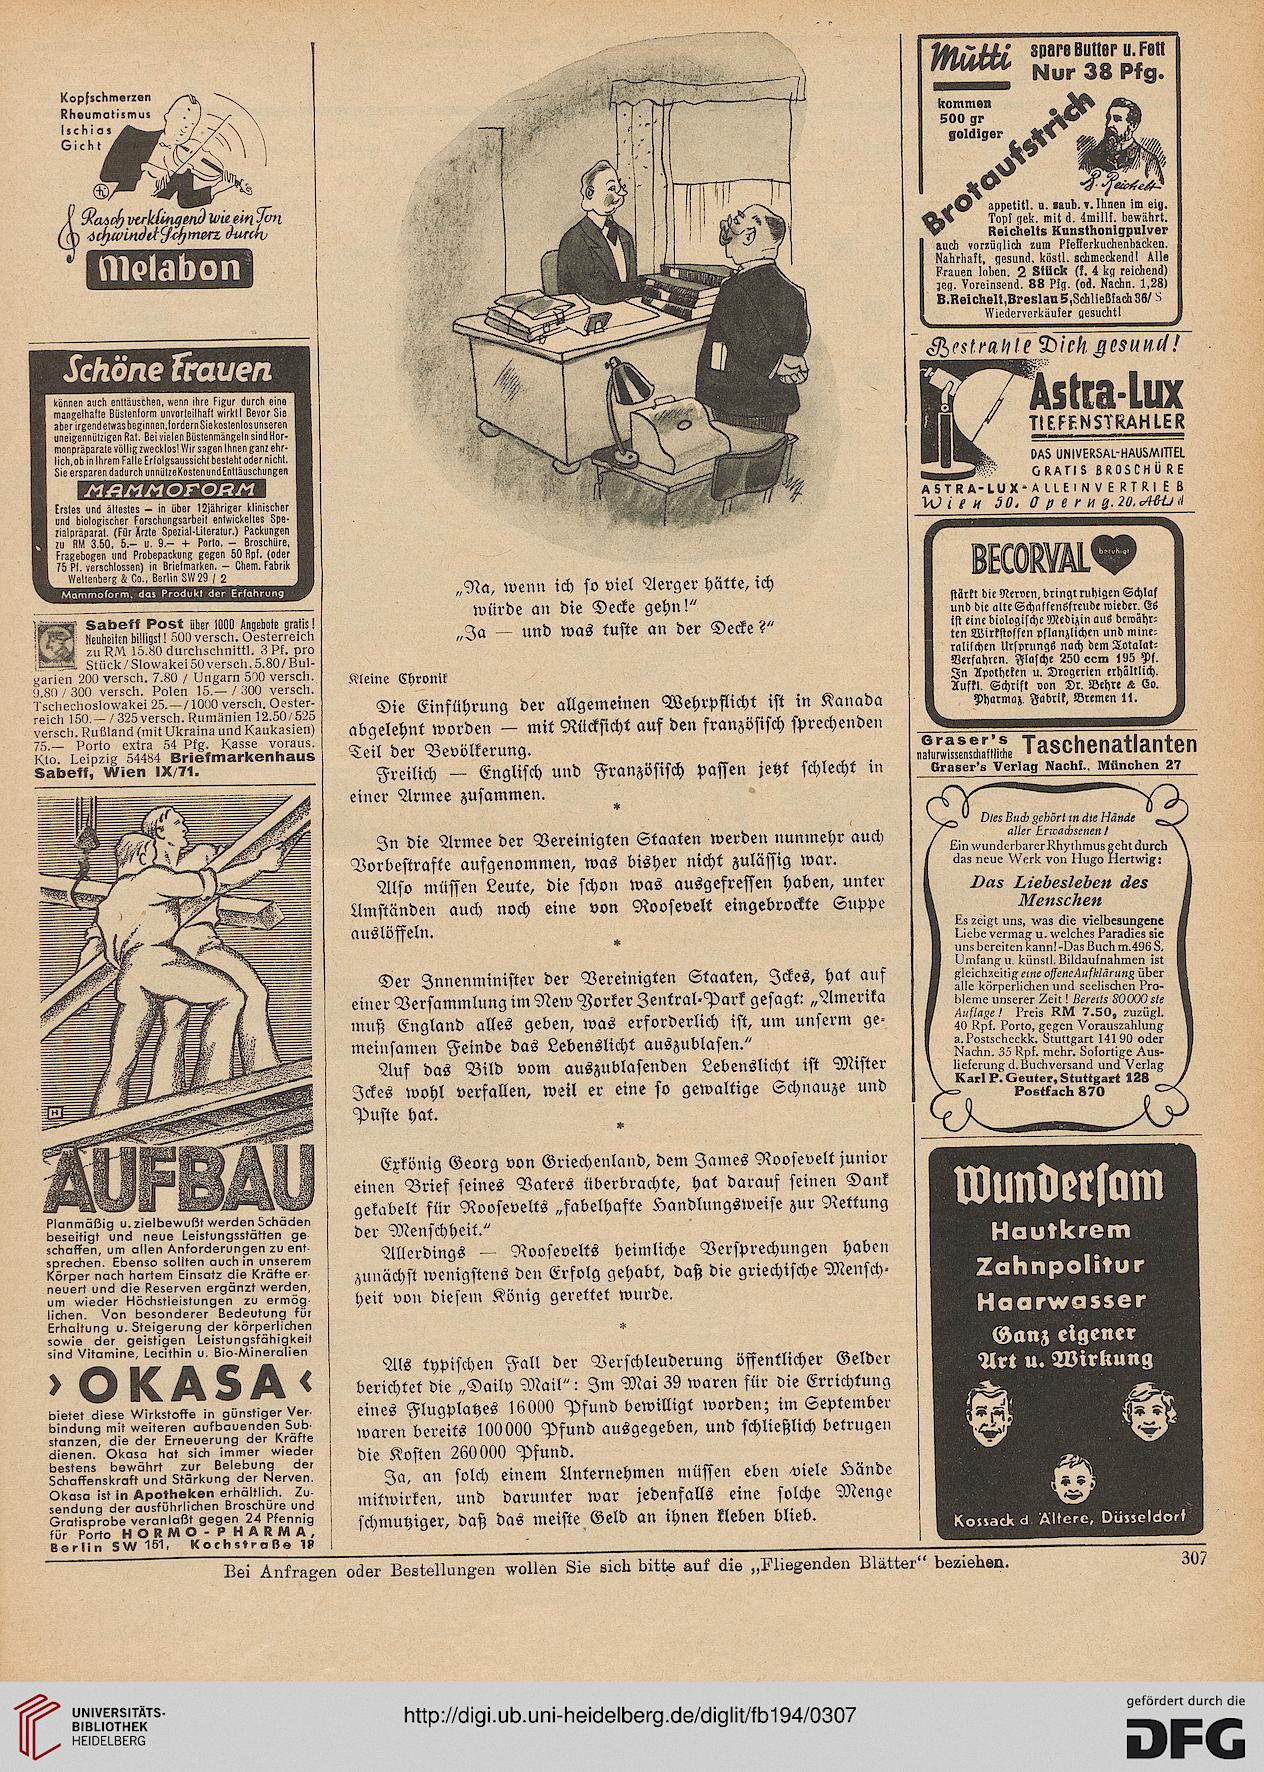 Kopfschmerzen
Rheumatismus
Ischias
Gicht
Rasch verklingend wie ein Ton
schwindet Schmerz durch
Melabon
Schöne Frauen
können auch enttäuschen, wenn ihre Figur durch eine
mangelhafte Büstenform unvorteilhaft wirkt! Bevor Sie
aber irgend etwas beginnen, fordern Sie kostenlos unseren
uneigennützigen Rat. Bei vielen Büstenmängeln sind Hor-
monpräparate völlig zwecklos! Wir sagen Ihnen ganz ehr-
lich, ob in Ihrem Falle Erfolgsaussicht besteht oder nicht.
Sie ersparen dadurch unnütze Kosten und Enttäuschungen
MAMMOFORM
Erstes und ältestes — in über 12jähriger klinischer
und biologischer Forschungsarbeit entwickeltes Spe-
zialpräparat. (Für Ärzte Spezial-Literatur.) Packungen
zu RM 3.50, 5.— u. 9.— + Porto. — Broschüre,
Fragebogen und Probepackung gegen 50 Rpf. (oder
75 Pf. verschlossen) in Briefmarken. — Chem. Fabrik
Weltenberg & Co., Berlin SW 29 / 2
Mammoform, das Produkt der Erfahrung
Sabeff Post über 1000 Angebote gratis!
Neuheiten billigst! 500 versch. Oesterreich
zu RM 15.80 durchschnittl. 3 Pf. pro
Stück / Slowakei 50 versch. 5.80 / Bul-
garien 200 versch. 7.80 / Ungarn 500 versch.
9.80 / 300 versch. Polen 15.— / 300 versch.
Tschechoslowakei 25.— / 1000 versch. Oester-
reich 150.— / 325 versch. Rumänien 12.50 / 525
versch. Rußland (mit Ukraina und Kaukasien)
75.— Porto extra 54 Pfg. Kasse voraus.
Kto. Leipzig 54484 Briefmarkenhaus
Sabeff, Wien IX/71.
H
AUFBAU
Planmäßig u. zielbewußt werden Schäden
beseitigt und neue Leistungsstätten ge-
schaffen, um allen Anforderungen zu ent-
sprechen. Ebenso sollten auch in unserem
Körper nach hartem Einsatz die Kräfte er-
neuert und die Reserven ergänzt werden,
um wieder Höchstleistungen zu ermög-
lichen. Von besonderer Bedeutung für
Erhaltung u. Steigerung der körperlichen
sowie der geistigen Leistungsfähigkeit
sind Vitamine, Lecithin u. Bio-Mineralien
› OKASA ‹
bietet diese Wirkstoffe in günstiger Ver-
bindung mit weiteren aufbauenden Sub-
stanzen, die der Erneuerung der Kräfte
dienen. Okasa hat sich immer wieder
bestens bewährt zur Belebung der
Schaffenskraft und Stärkung der Nerven.
Okasa ist in Apotheken erhältlich. Zu-
sendung der ausführlichen Broschüre und
Gratisprobe veranlaßt gegen 24 Pfennig
für Porto HORMO-PHARMA,
Berlin SW 151, Kochstraße 18
„Na, wenn ich so viel Aerger hätte, ich
würde an die Decke gehn!“
„Ja — und was tuste an der Decke?“
Kleine Chronik
Die Einführung der allgemeinen Wehrpflicht ist in Kanada
abgelehnt worden — mit Rücksicht auf den französisch sprechenden
Teil der Bevölkerung.
Freilich — Englisch und Französisch passen jetzt schlecht in
einer Armee zusammen.
*
In die Armee der Vereinigten Staaten werden nunmehr auch
Vorbestrafte aufgenommen, was bisher nicht zulässig war.
Also müssen Leute, die schon was ausgefressen haben, unter
Umständen auch noch eine von Roosevelt eingebrockte Suppe
auslöffeln.
*
Der Innenminister der Vereinigten Staaten, Ickes, hat auf
einer Versammlung im New Yorker Zentral-Park gesagt: „Amerika
muß England alles geben, was erforderlich ist, um unserm ge-
meinsamen Feinde das Lebenslicht auszublasen.“
Auf das Bild vom auszublasenden Lebenslicht ist Mister
Ickes wohl verfallen, weil er eine so gewaltige Schnauze und
Puste hat.
*
Exkönig Georg von Griechenland, dem James Roosevelt junior
einen Brief seines Vaters überbrachte, hat darauf seinen Dank
gekabelt für Roosevelts „fabelhafte Handlungsweise zur Rettung
der Menschheit.“
Allerdings — Roosevelts heimliche Versprechungen haben
zunächst wenigstens den Erfolg gehabt, daß die griechische Mensch-
heit von diesem König gerettet wurde.
*
Als typischen Fall der Verschleuderung öffentlicher Gelder
berichtet die „Daily Mail“: Im Mai 39 waren für die Errichtung
eines Flugplatzes 16000 Pfund bewilligt worden; im September
waren bereits 100000 Pfund ausgegeben, und schließlich betrugen
die Kosten 260000 Pfund.
Ja, an solch einem Unternehmen müssen eben viele Hände
mitwirken, und darunter war jedenfalls eine solche Menge
schmutziger, daß das meiste Geld an ihnen kleben blieb.
Mutti spare Butter u. Fett
Nur 38 Pfg.
kommen
500 gr
goldiger
Brotaufstrich
B. Reichelt
appetitl. u. saub. v. Ihnen im eig.
Topf gek. mit d. 4millf. bewährt.
Reichelts Kunsthonigpulver
auch vorzüglich zum Pfefferkuchenbacken.
Nahrhaft, gesund, köstl. schmeckend! Alle
Frauen loben. 2 Stück (f. 4 kg reichend)
geg. Voreinsend. 88 Pfg. (od. Nachn. 1,28)
B. Reichelt, Breslau 5, Schließfach 36/ S
Wiederverkäufer gesucht!
Bestrahle Dich gesund!
Astra-Lux
TIEFENSTRAHLER
DAS UNIVERSAL-HAUSMITTEL
GRATIS BROSCHÜRE
ASTRA-LUX-ALLEINVERTRIEB
Wien 50, Operng. 20, Abt.
BECORVAL beruhigt
stärkt die Nerven, bringt ruhigen Schlaf
und die alte Schaffensfreude wieder. Es
ist eine biologische Medizin aus bewähr-
ten Wirkstoffen pflanzlichen und mine-
ralischen Ursprungs nach dem Totalat-
Verfahren. Flasche 250 ccm 195 Pf.
In Apotheken u. Drogerien erhältlich.
Aufkl. Schrift von Dr. Behre & Co.
Pharmaz. Fabrik, Bremen 11.
Graser's
naturwissenschaftliche Taschenatlanten
Graser's Verlag Nachf., München 27
Dies Buch gehört in die Hände
aller Erwachsenen!
Ein wunderbarer Rhythmus geht durch
das neue Werk von Hugo Hertwig:
Das Liebesleben des
Menschen
Es zeigt uns, was die vielbesungene
Liebe vermag u. welches Paradies sie
uns bereiten kann! - Das Buch m. 496 S.
Umfang u. künstl. Bildaufnahmen ist
gleichzeitig eine offene Aufklärung über
alle körperlichen und seelischen Pro-
bleme unserer Zeit! Bereits 80000 ste
Auflage! Preis RM 7.50, zuzügl.
40 Rpf. Porto, gegen Vorauszahlung
a. Postscheckk. Stuttgart 14190 oder
Nachn. 35 Rpf. mehr. Sofortige Aus-
lieferung d. Buchversand und Verlag
Karl P. Geuter, Stuttgart 128
Postfach 870
Wundersam
Hautkrem
Zahnpolitur
Haarwasser
Ganz eigener
Art u. Wirkung
Kossack d. Ältere, Düsseldorf
Bei Anfragen oder Bestellungen wollen Sie sich bitte auf die „Fliegenden Blätter“ beziehen.
307
UNIVERSITÄTS-
BIBLIOTHEK
HEIDELBERG
http://digi.ub.uni-heidelberg.de/diglit/fb194/0307
gefördert durch die
DFG